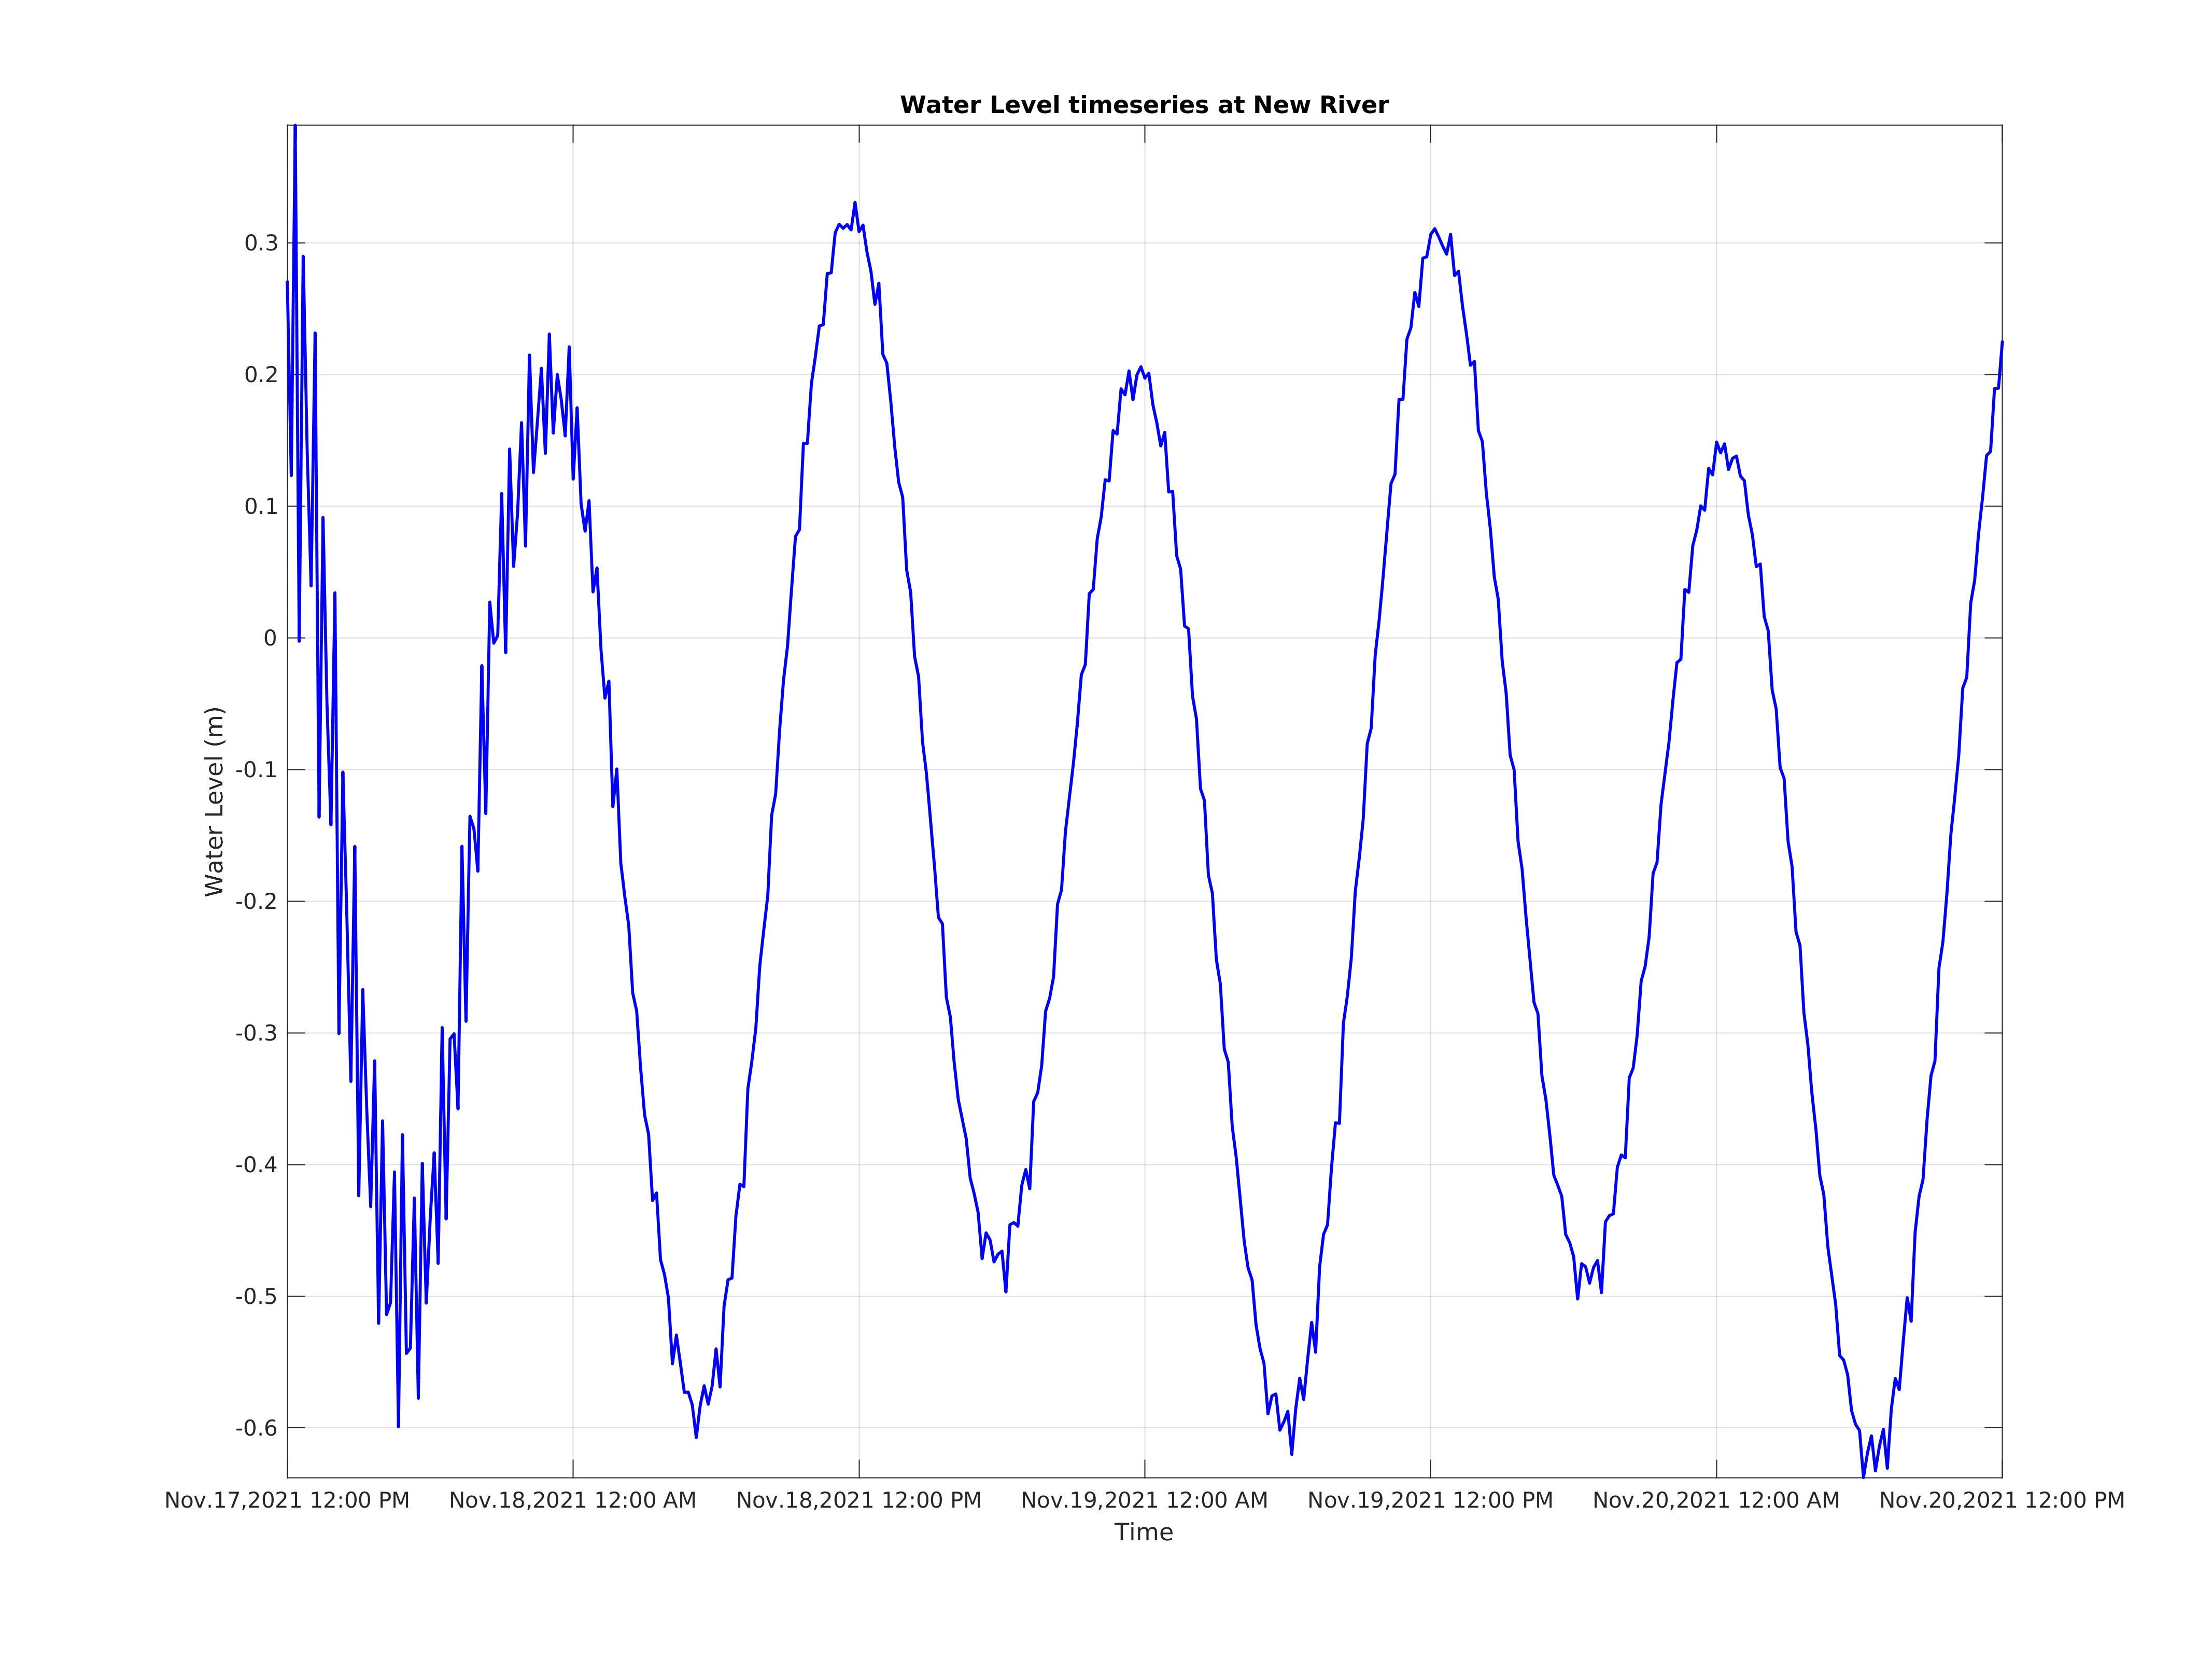 Water Level timeseries at New River
0.3
0.2
0.1
0
-0.1
-0.2
-0.3
-0.4
-0.5
-0.6
Water Level (m)
Nov.17,2021 12:00 PM Nov.18,2021 12:00 AM Nov.18,2021 12:00 PM Nov.19,2021 12:00 AM Nov.19,2021 12:00 PM Nov.20,2021 12:00 AM Nov.20,2021 12:00 PM
Time